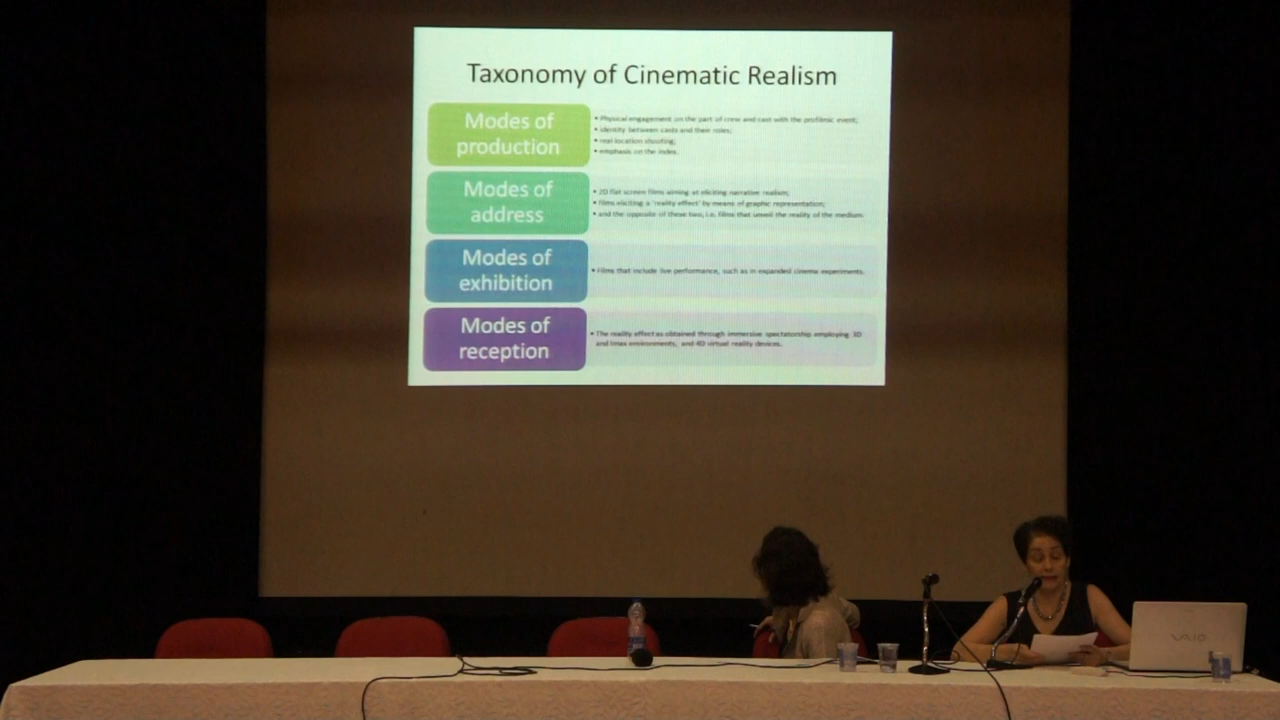 Taxonomy of Cinematic Realism
Modes of
production
• Physical engagement on the part of crew and cast with the profilmic event;
• identity between casts and their roles;
• real location shooting;
• emphasis on the index.
Modes of
address
• 2D flat screen films aiming at eliciting narrative realism;
• films eliciting a 'reality effect' by means of graphic representation;
• and the opposite of these two, i.e. films that unveil the reality of the medium.
Modes of
exhibition
• Films that include live performance, such as in expanded cinema experiments.
Modes of
reception
• The reality effect as obtained through immersive spectatorship employing 3D
and Imax environments, and 4D virtual reality devices.
VAIO